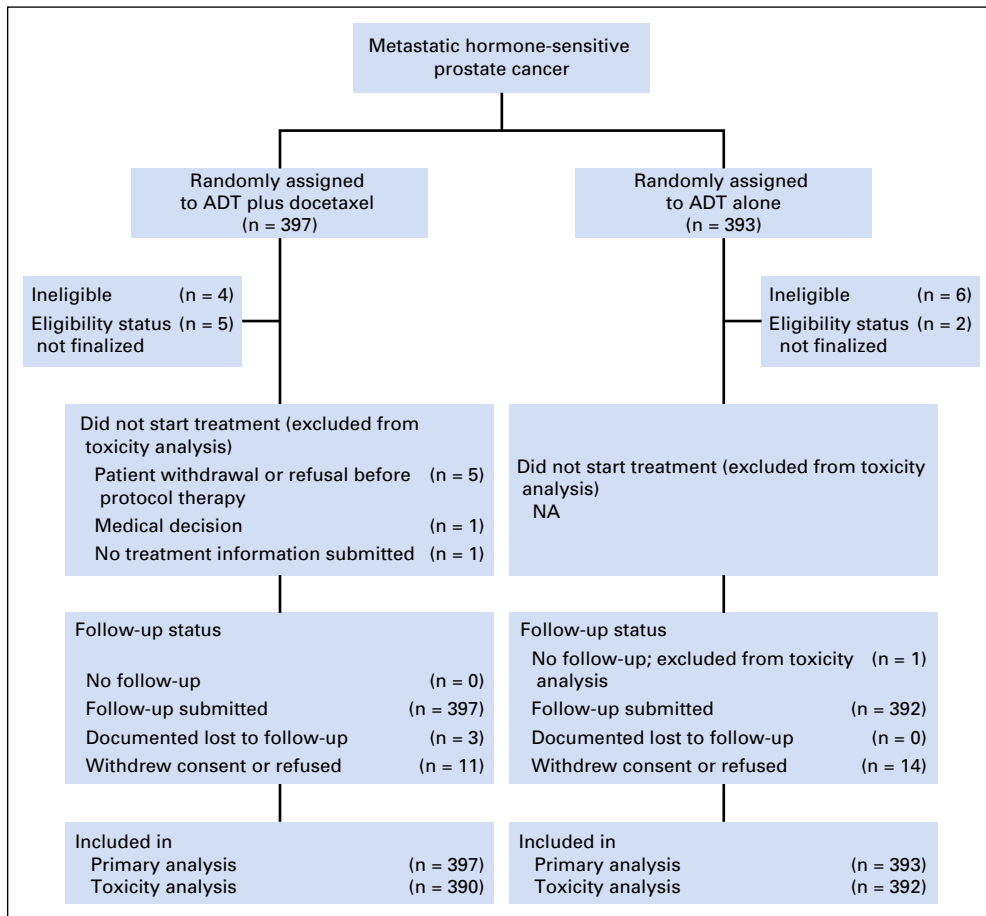 Metastatic hormone-sensitive
prostate cancer
Randomly assigned
to ADT plus docetaxel
(n = 397)
Randomly assigned
to ADT alone
(n = 393)
Ineligible (n = 4)
Eligibility status (n = 5)
not finalized
Ineligible (n = 6)
Eligibility status (n = 2)
not finalized
Did not start treatment (excluded from
toxicity analysis)
Patient withdrawal or refusal before (n = 5)
protocol therapy
Medical decision (n = 1)
No treatment information submitted (n = 1)
Did not start treatment (excluded from toxicity
analysis)
NA
Follow-up status
No follow-up (n = 0)
Follow-up submitted (n = 397)
Documented lost to follow-up (n = 3)
Withdrew consent or refused (n = 11)
Follow-up status
No follow-up; excluded from toxicity (n = 1)
analysis
Follow-up submitted (n = 392)
Documented lost to follow-up (n = 0)
Withdrew consent or refused (n = 14)
Included in
Primary analysis (n = 397)
Toxicity analysis (n = 390)
Included in
Primary analysis (n = 393)
Toxicity analysis (n = 392)